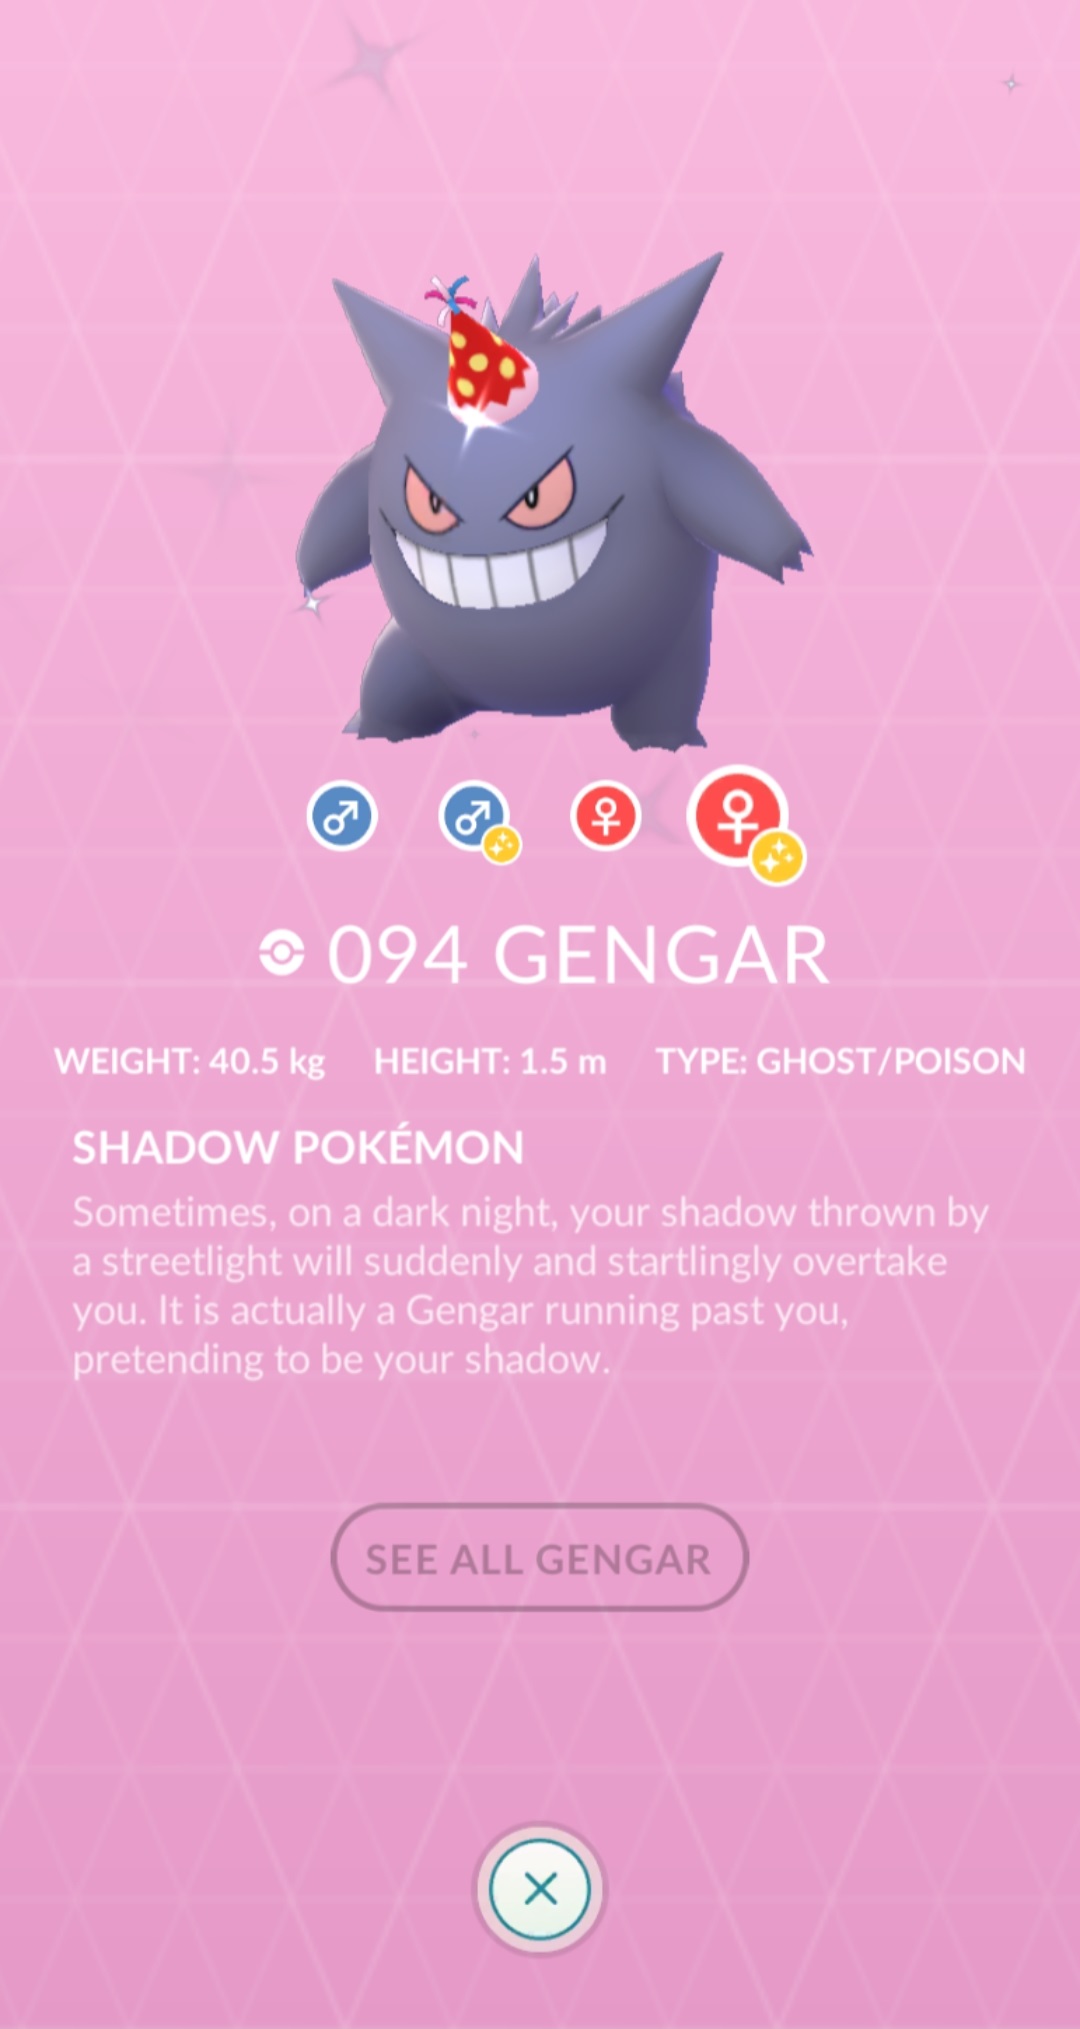 094 GENGAR
WEIGHT: 40.5 kg HEIGHT: 1.5 m TYPE: GHOST/POISON
SHADOW POKÉMON
Sometimes, on a dark night, your shadow thrown by
a streetlight will suddenly and startlingly overtake
you. It is actually a Gengar running past you,
pretending to be your shadow.
SEE ALL GENGAR